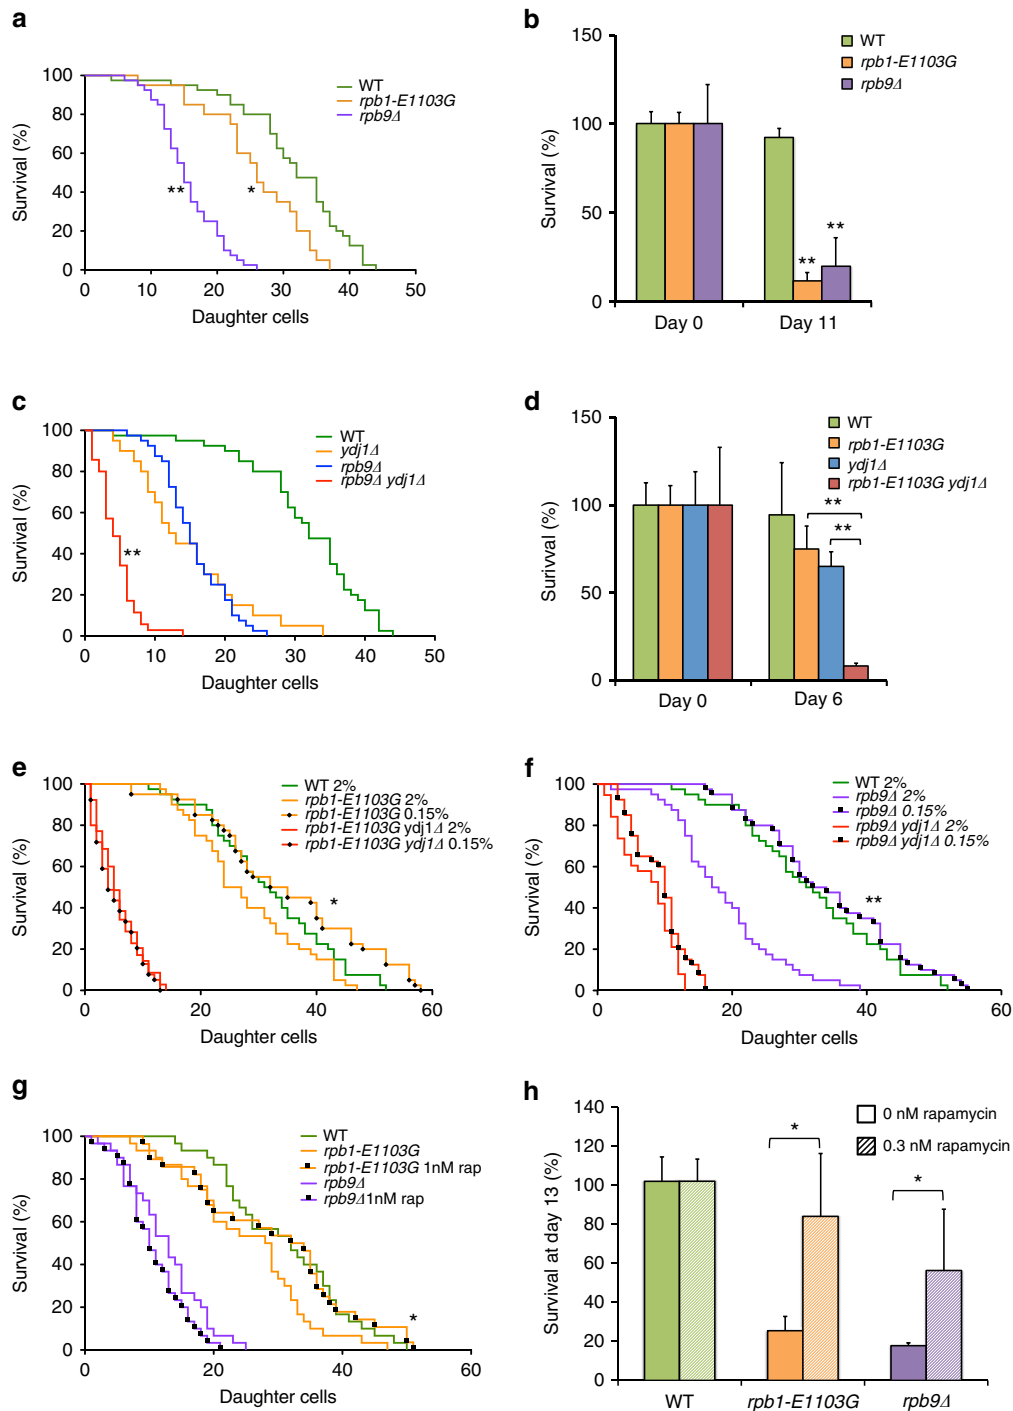 a
100
80
60
40
20
0
Survival (%)
0 10 20 30 40 50
Daughter cells
WT
rpb1-E1103G
rpb9Δ
** *
b
150
100
50
0
Survival (%)
WT
rpb1-E1103G
rpb9Δ
**
**
Day 0 Day 11
c
100
80
60
40
20
0
Survival (%)
0 10 20 30 40 50
Daughter cells
WT
ydj1Δ
rpb9Δ
rpb9Δ ydj1Δ
**
d
150
100
50
0
Surivval (%)
WT
rpb1-E1103G
ydj1Δ
rpb1-E1103G ydj1Δ
**
**
Day 0 Day 6
e
100
80
60
40
20
0
Survival (%)
0 20 40 60
Daughter cells
WT 2%
rpb1-E1103G 2%
rpb1-E1103G 0.15%
rpb1-E1103G ydj1Δ 2%
rpb1-E1103G ydj1Δ 0.15%
*
f
100
80
60
40
20
0
Survival (%)
0 20 40 60
Daughter cells
WT 2%
rpb9Δ 2%
rpb9Δ 0.15%
rpb9Δ ydj1Δ 2%
rpb9Δ ydj1Δ 0.15%
**
g
100
80
60
40
20
0
Survival (%)
0 20 40 60
Daughter cells
WT
rpb1-E1103G
rpb1-E1103G 1nM rap
rpb9Δ
rpb9Δ1nM rap
*
h
140
120
100
80
60
40
20
0
Survival at day 13 (%)
0 nM rapamycin
0.3 nM rapamycin
*
*
WT rpb1-E1103G rpb9Δ